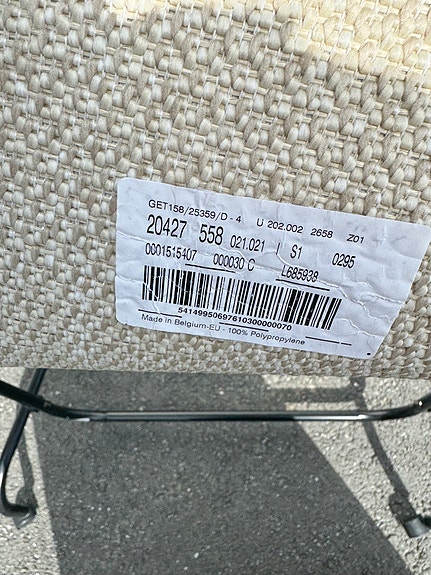 GET158/25359/D - 4 U 202.002 2658 Z01
20427 558 021.021 / S1 0295
0001515407 000030 C L685938
54149950697610300000070
Made in Belgium-EU - 100% Polypropylene